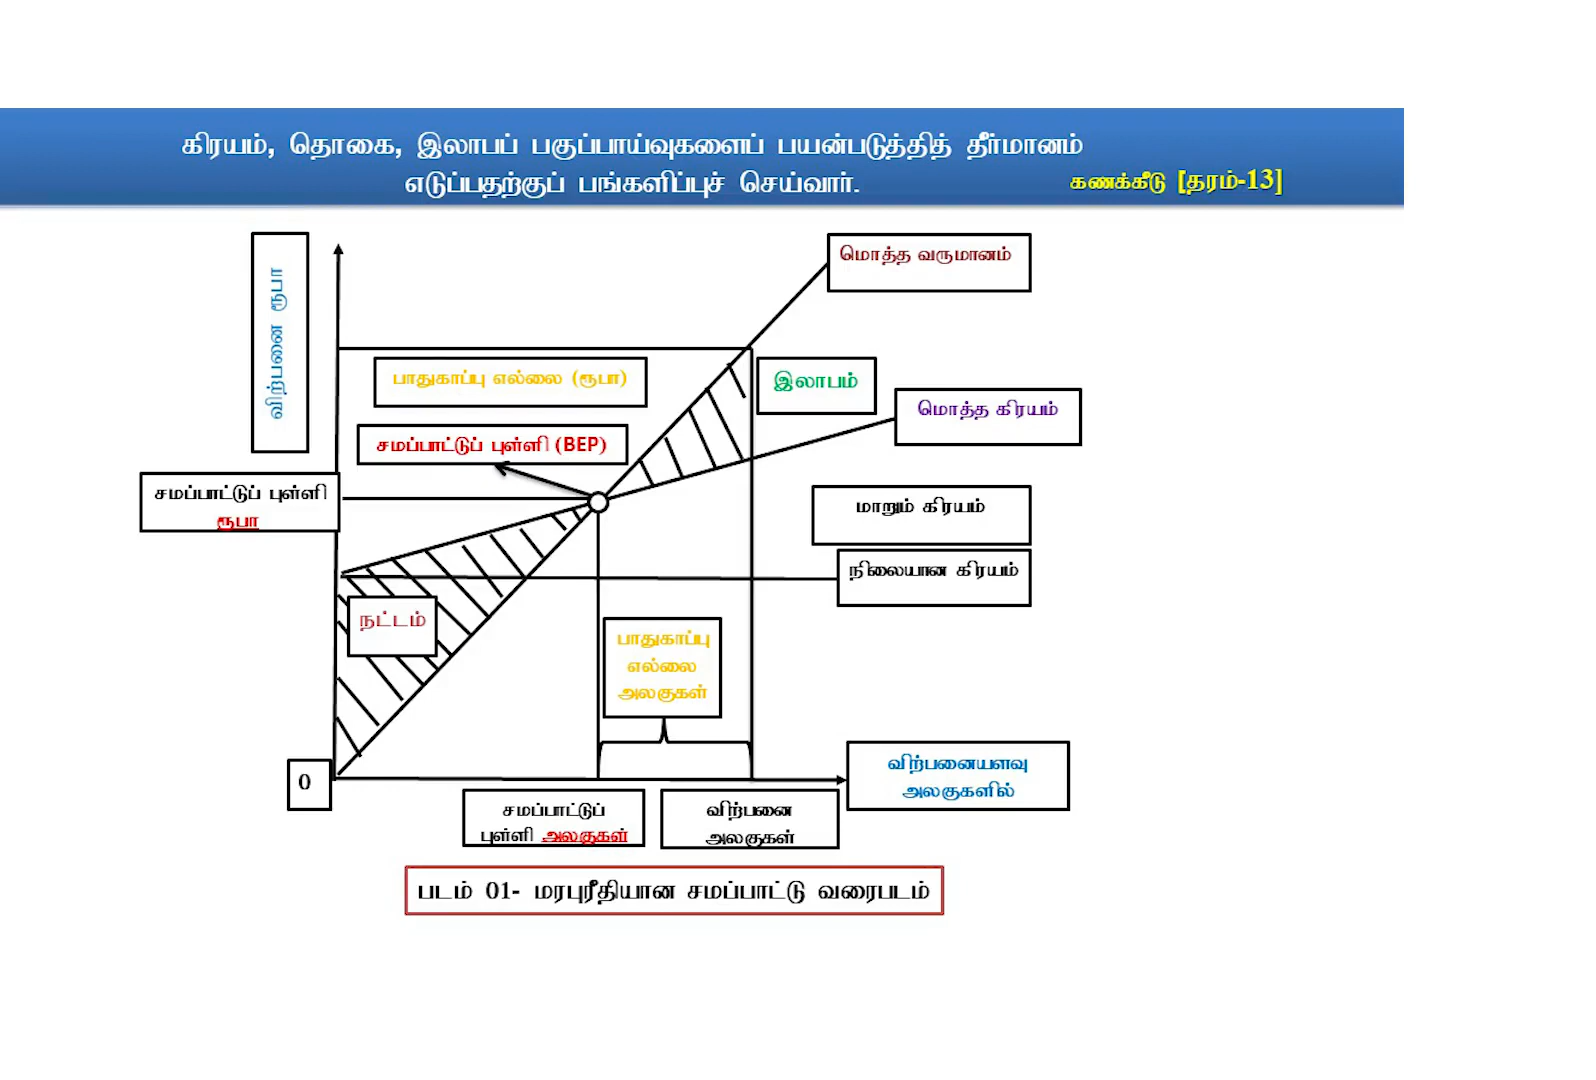 கிரயம், தொகை, இலாபப் பகுப்பாய்வுகளைப் பயன்படுத்தித் தீர்மானம்
எடுப்பதற்குப் பங்களிப்புச் செய்வார்.
கணக்கீடு [தரம்-13]
விற்பனை ரூபா
மொத்த வருமானம்
பாதுகாப்பு எல்லை (ரூபா)
இலாபம்
மொத்த கிரயம்
சமப்பாட்டுப் புள்ளி (BEP)
சமப்பாட்டுப் புள்ளி
ரூபா
மாறும் கிரயம்
நிலையான கிரயம்
நட்டம்
பாதுகாப்பு
எல்லை
அலகுகள்
0
விற்பனையளவு
அலகுகளில்
சமப்பாட்டுப்
புள்ளி அலகுகள்
விற்பனை
அலகுகள்
படம் 01- மரபுரீதியான சமப்பாட்டு வரைபடம்